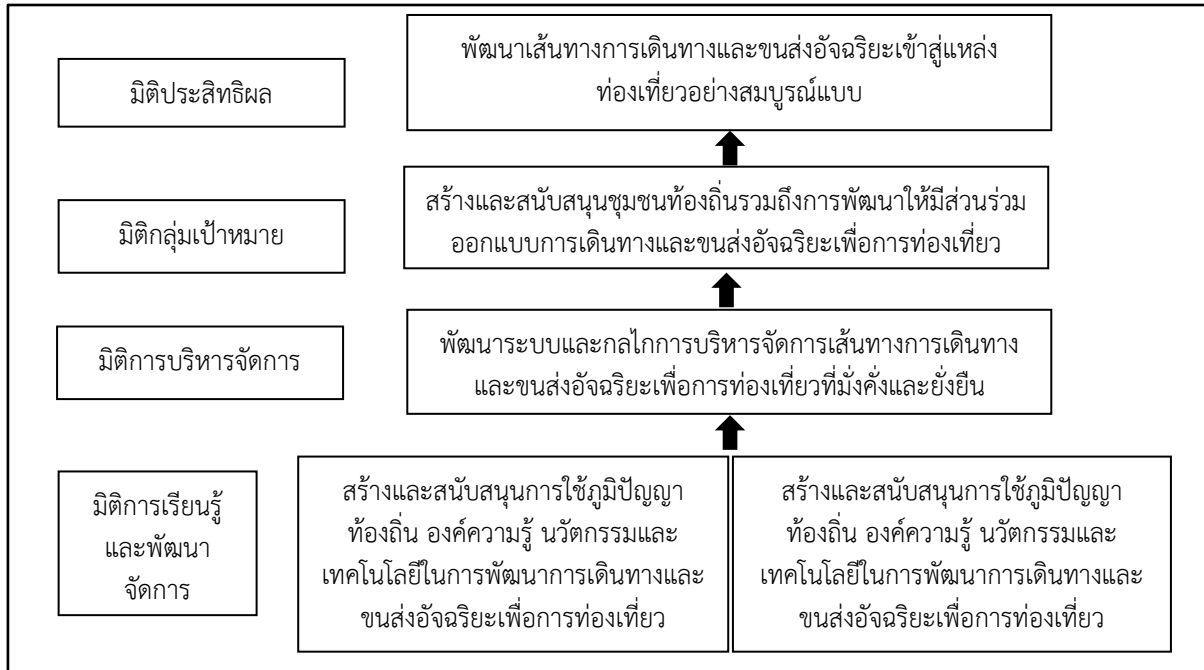 มิติประสิทธิผล
พัฒนาเส้นทางการเดินทางและขนส่งอัจฉริยะเข้าสู่แหล่ง
ท่องเที่ยวอย่างสมบูรณ์แบบ
มิติกลุ่มเป้าหมาย
สร้างและสนับสนุนชุมชนท้องถิ่นรวมถึงการพัฒนาให้มีส่วนร่วม
ออกแบบการเดินทางและขนส่งอัจฉริยะเพื่อการท่องเที่ยว
มิติการบริหารจัดการ
พัฒนาระบบและกลไกการบริหารจัดการเส้นทางการเดินทาง
และขนส่งอัจฉริยะเพื่อการท่องเที่ยวที่มั่งคั่งและยั่งยืน
มิติการเรียนรู้
และพัฒนา
จัดการ
สร้างและสนับสนุนการใช้ภูมิปัญญา
ท้องถิ่น องค์ความรู้ นวัตกรรมและ
เทคโนโลยีในการพัฒนาการเดินทางและ
ขนส่งอัจฉริยะเพื่อการท่องเที่ยว
สร้างและสนับสนุนการใช้ภูมิปัญญา
ท้องถิ่น องค์ความรู้ นวัตกรรมและ
เทคโนโลยีในการพัฒนาการเดินทางและ
ขนส่งอัจฉริยะเพื่อการท่องเที่ยว